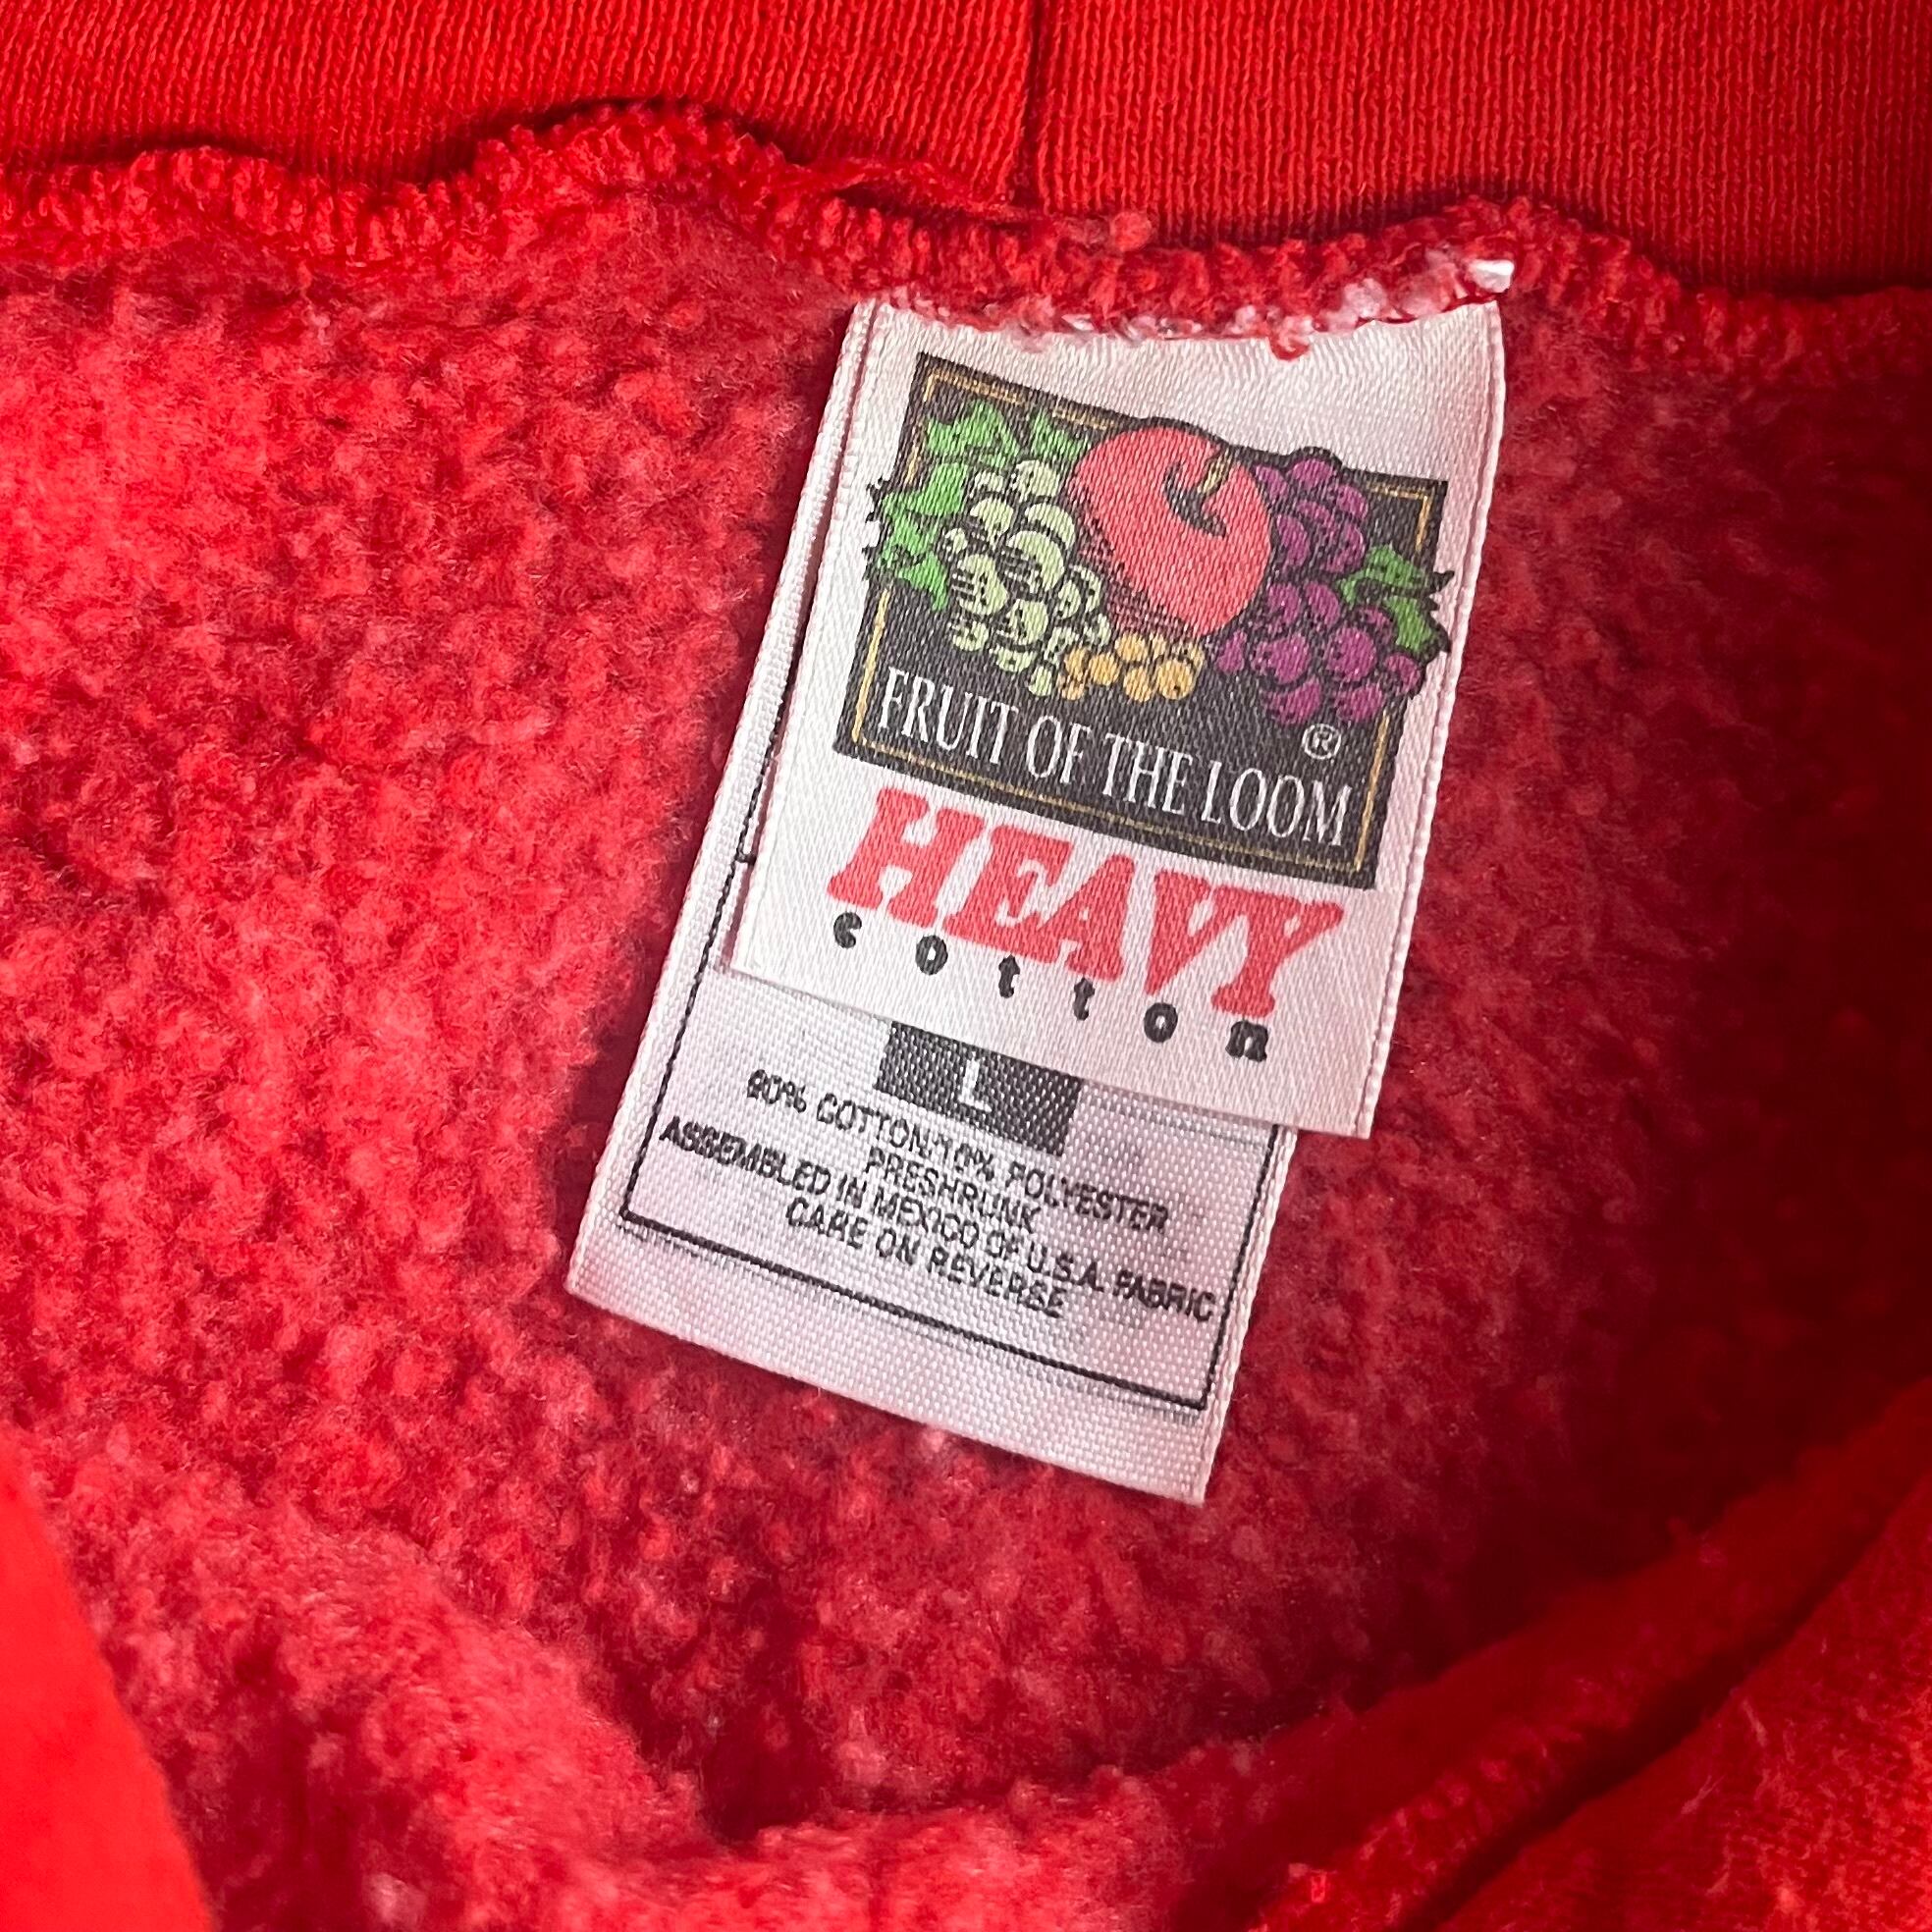 FRUIT OF THE LOOM ®
HEAVY
cotton
L
90% COTTON/10% POLYESTER
PRESHRUNK
ASSEMBLED IN MEXICO OF U.S.A. FABRIC
CARE ON REVERSE